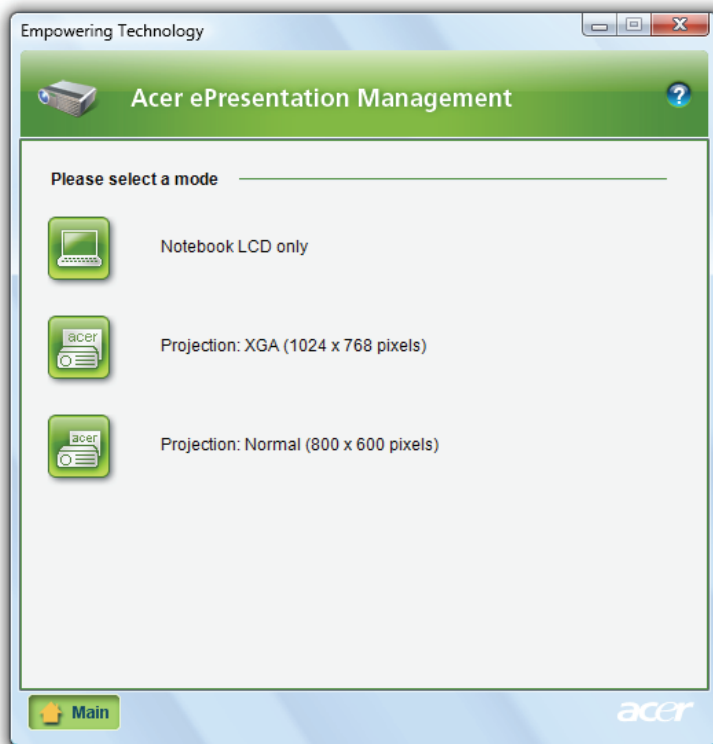 Empowering Technology
Acer ePresentation Management
?
Please select a mode
Notebook LCD only
acer
Projection: XGA (1024 x 768 pixels)
acer
Projection: Normal (800 x 600 pixels)
Main
acer